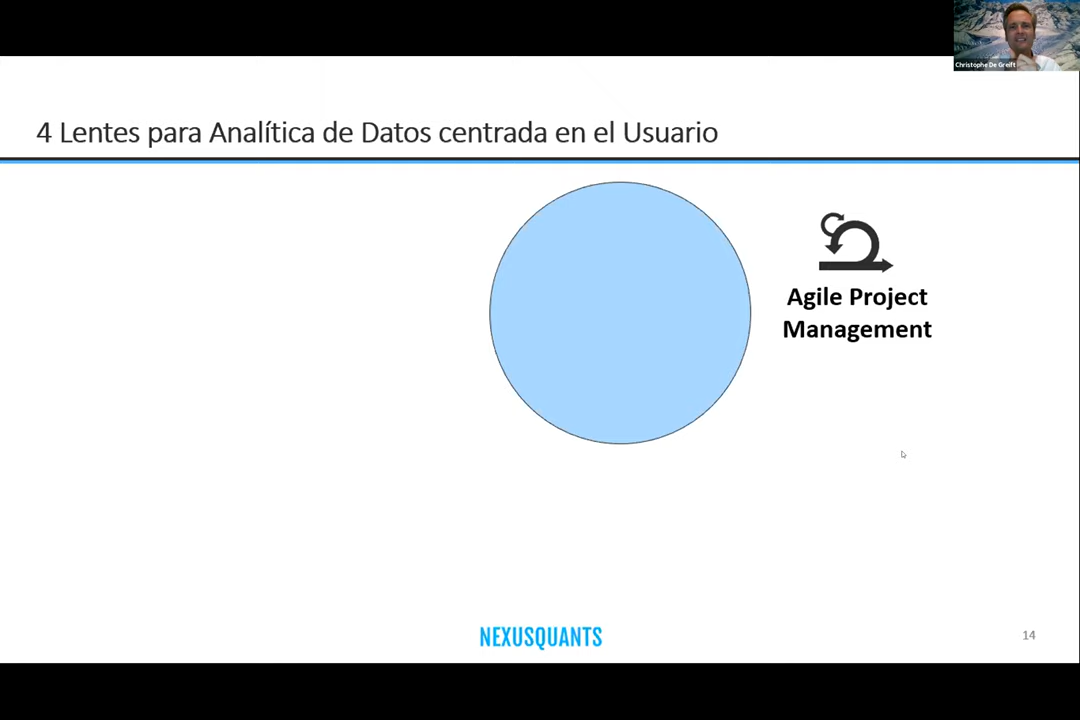 Christophe De Greift
4 Lentes para Analítica de Datos centrada en el Usuario
Agile Project
Management
NEXUSQUANTS
14